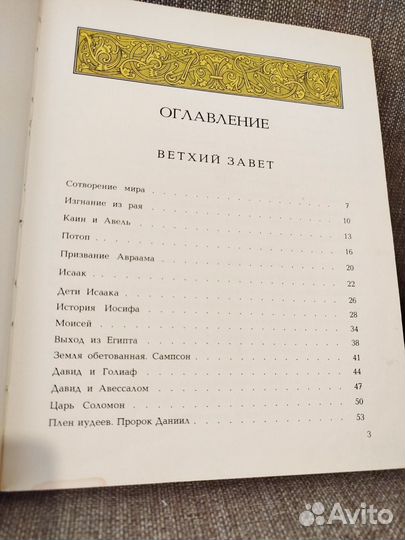 ОГЛАВЛЕНИЕ
ВЕТХИЙ ЗАВЕТ
Сотворение мира . . . . . . . . . . . . . . 7
Изгнание из рая . . . . . . . . . . . . . . 10
Каин и Авель . . . . . . . . . . . . . . 13
Потоп . . . . . . . . . . . . . . 16
Призвание Авраама . . . . . . . . . . . . . . 20
Исаак . . . . . . . . . . . . . . 22
Дети Исаака . . . . . . . . . . . . . . 26
История Иосифа . . . . . . . . . . . . . . 28
Моисей . . . . . . . . . . . . . . 34
Выход из Египта . . . . . . . . . . . . . . 38
Земля обетованная. Сампсон . . . . . . . . . . . 41
Давид и Голиаф . . . . . . . . . . . . . . 44
Давид и Авессалом . . . . . . . . . . . . . . 47
Царь Соломон . . . . . . . . . . . . . . 50
Плен иудеев. Пророк Даниил . . . . . . . . . . . 53
3
Avito